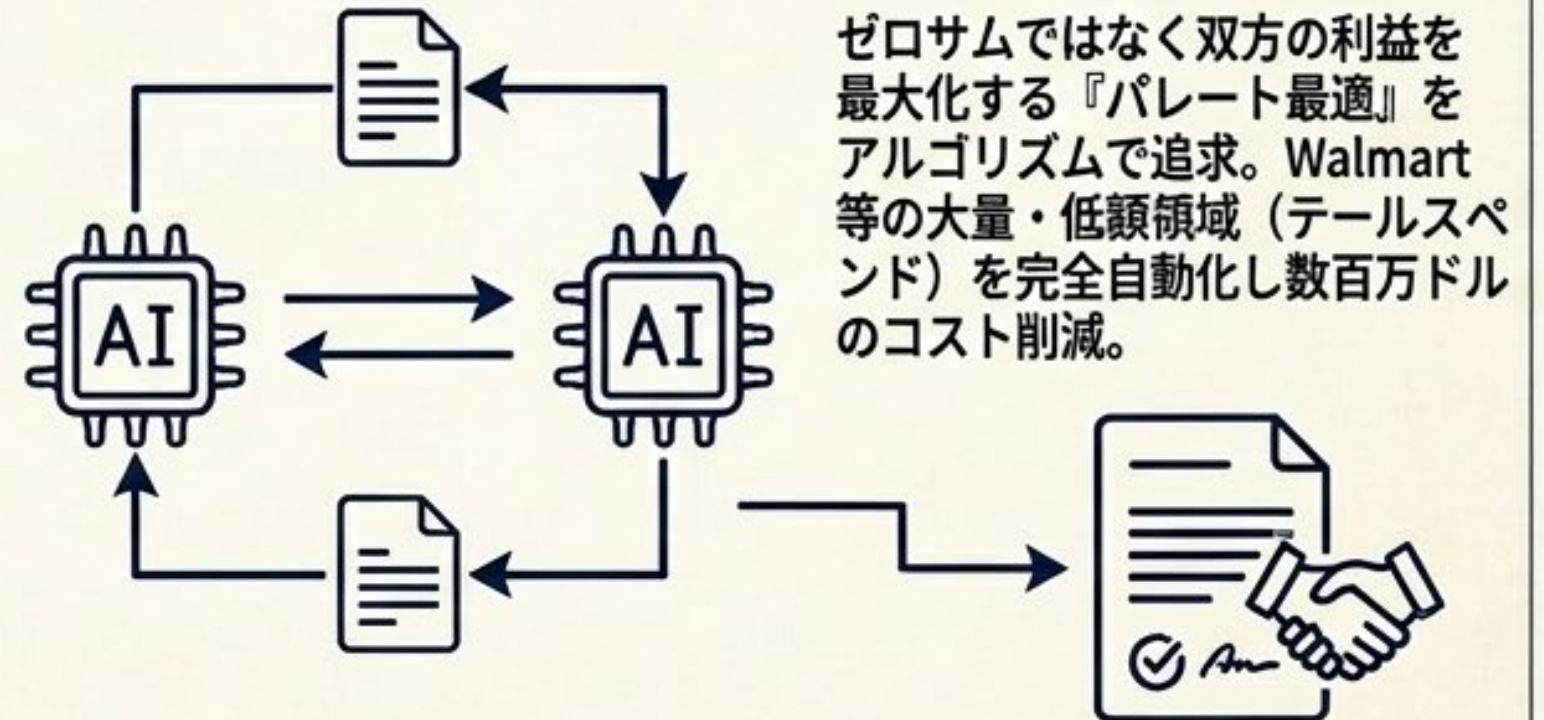 AI
AI
ゼロサムではなく双方の利益を
最大化する『パレート最適』を
アルゴリズムで追求。Walmart
等の大量・低額領域（テールスペ
ンド）を完全自動化し数百万ドル
のコスト削減。